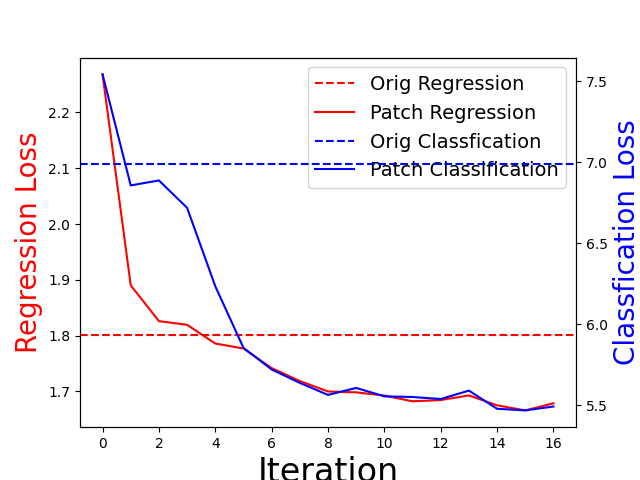 Orig Regression
Patch Regression
Orig Classfication
Patch Classification
Regression Loss
2.2
2.1
2.0
1.9
1.8
1.7
7.5
7.0
6.5
6.0
5.5
Classfication Loss
0 2 4 6 8 10 12 14 16
Iteration